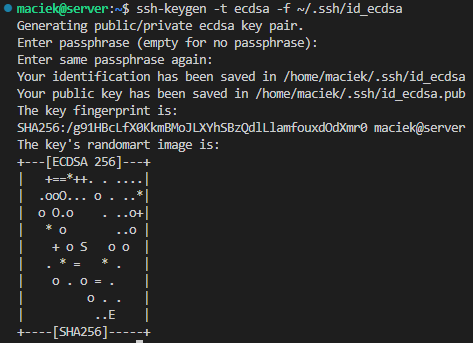 maciek@server:~$ ssh-keygen -t ecdsa -f ~/.ssh/id_ecdsa
Generating public/private ecdsa key pair.
Enter passphrase (empty for no passphrase):
Enter same passphrase again:
Your identification has been saved in /home/maciek/.ssh/id_ecdsa
Your public key has been saved in /home/maciek/.ssh/id_ecdsa.pub
The key fingerprint is:
SHA256:/g91HBcLfX0KkmBMoJLXYhSBzQdlLlamfouxdOdXmr0 maciek@server
The key's randomart image is:
+---[ECDSA 256]---+
|   +==*++. . ....|
|  .ooO... o . ..*|
|  o O.o    . ..o+|
|   * o       ..o |
|    + o S   o o  |
|   . * =   * .   |
|    o . o = .    |
|         o . .   |
|          ..E    |
+----[SHA256]-----+